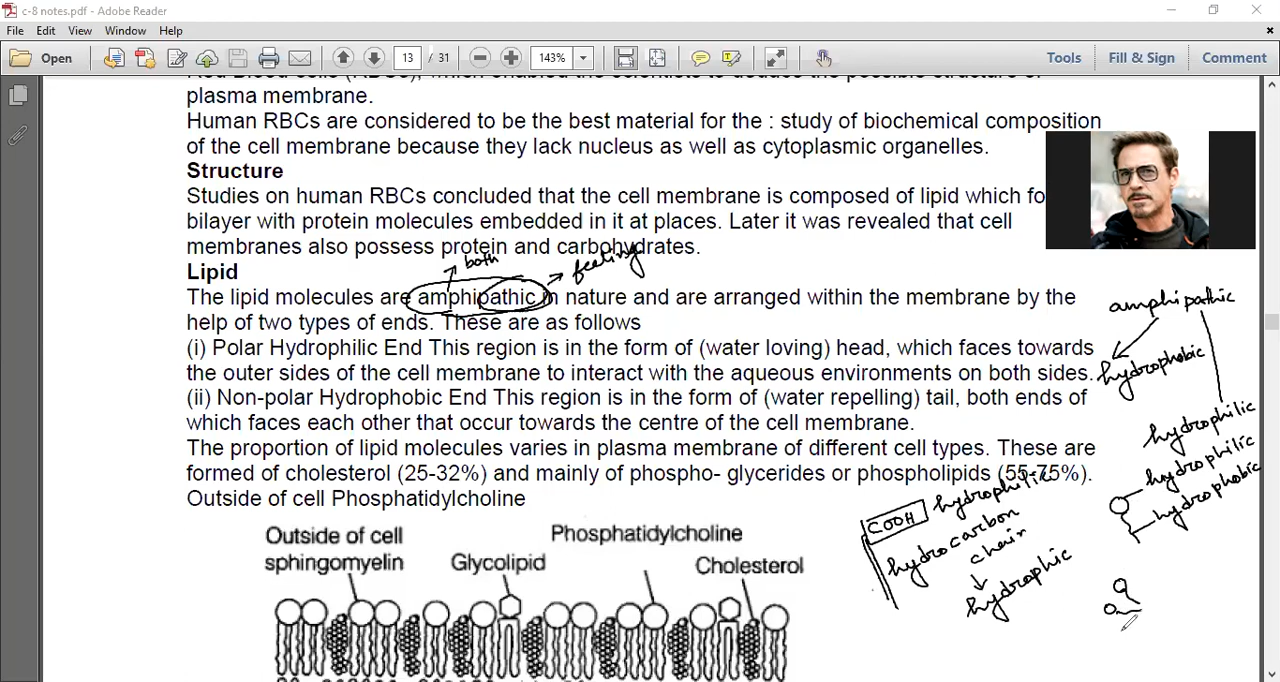 c-8 notes.pdf - Adobe Reader
File Edit View Window Help
Open 13 / 31 143% Tools Fill & Sign Comment
plasma membrane.
Human RBCs are considered to be the best material for the : study of biochemical composition
of the cell membrane because they lack nucleus as well as cytoplasmic organelles.
Structure
Studies on human RBCs concluded that the cell membrane is composed of lipid which fo
bilayer with protein molecules embedded in it at places. Later it was revealed that cell
membranes also possess protein and carbohydrates.
both
feeling
Lipid
The lipid molecules are amphipathic in nature and are arranged within the membrane by the
help of two types of ends. These are as follows
(i) Polar Hydrophilic End This region is in the form of (water loving) head, which faces towards
the outer sides of the cell membrane to interact with the aqueous environments on both sides.
(ii) Non-polar Hydrophobic End This region is in the form of (water repelling) tail, both ends of
which faces each other that occur towards the centre of the cell membrane.
The proportion of lipid molecules varies in plasma membrane of different cell types. These are
formed of cholesterol (25-32%) and mainly of phospho- glycerides or phospholipids (55-75%).
Outside of cell Phosphatidylcholine
amphipathic
hydrophobic
hydrophilic
hydrophilic
hydrophobic
COOH hydrophilic
hydrocarbon
chain
hydrophic
Outside of cell
sphingomyelin
Glycolipid
Phosphatidylcholine
Cholesterol